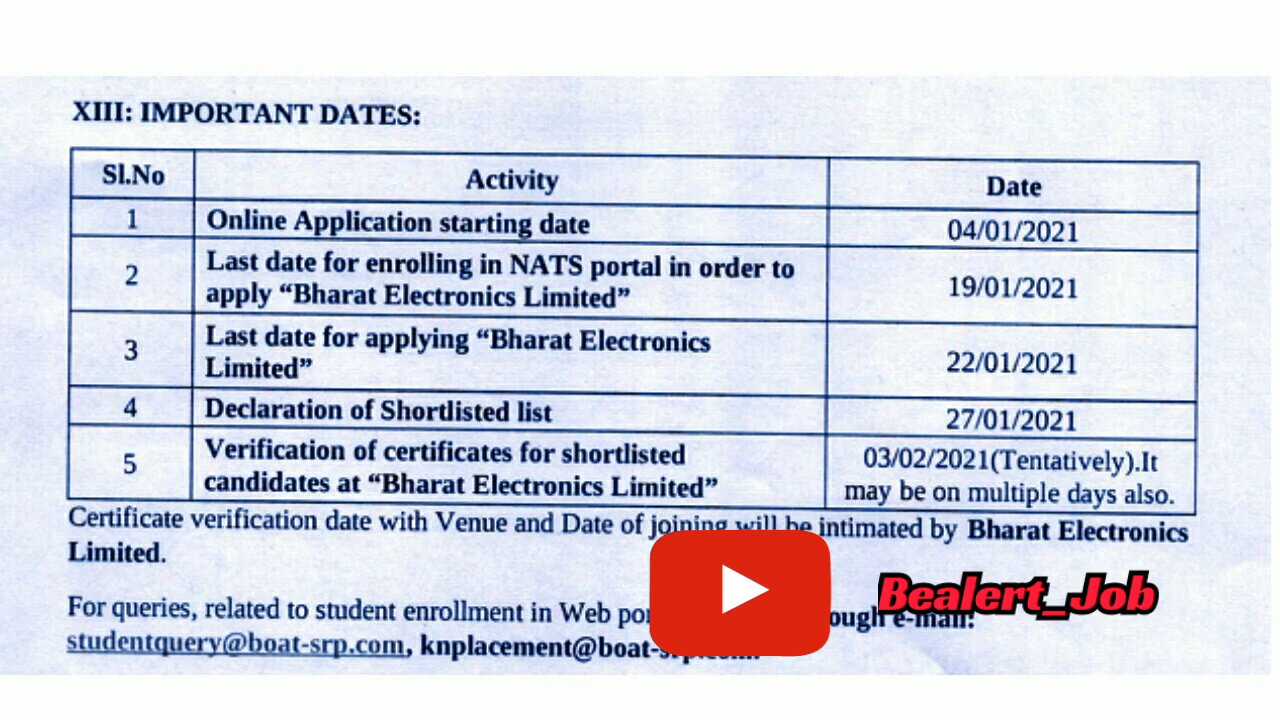 XIII: IMPORTANT DATES:
Sl.No Activity Date
1 Online Application starting date 04/01/2021
2 Last date for enrolling in NATS portal in order to
apply “Bharat Electronics Limited” 19/01/2021
3 Last date for applying “Bharat Electronics
Limited” 22/01/2021
4 Declaration of Shortlisted list 27/01/2021
5 Verification of certificates for shortlisted 03/02/2021(Tentatively).It
candidates at “Bharat Electronics Limited” may be on multiple days also.
Certificate verification date with Venue and Date of joining will be intimated by Bharat Electronics
Limited.
For queries, related to student enrollment in Web e-mail:
studentquery@boat-srp.com,
Bealert_Job